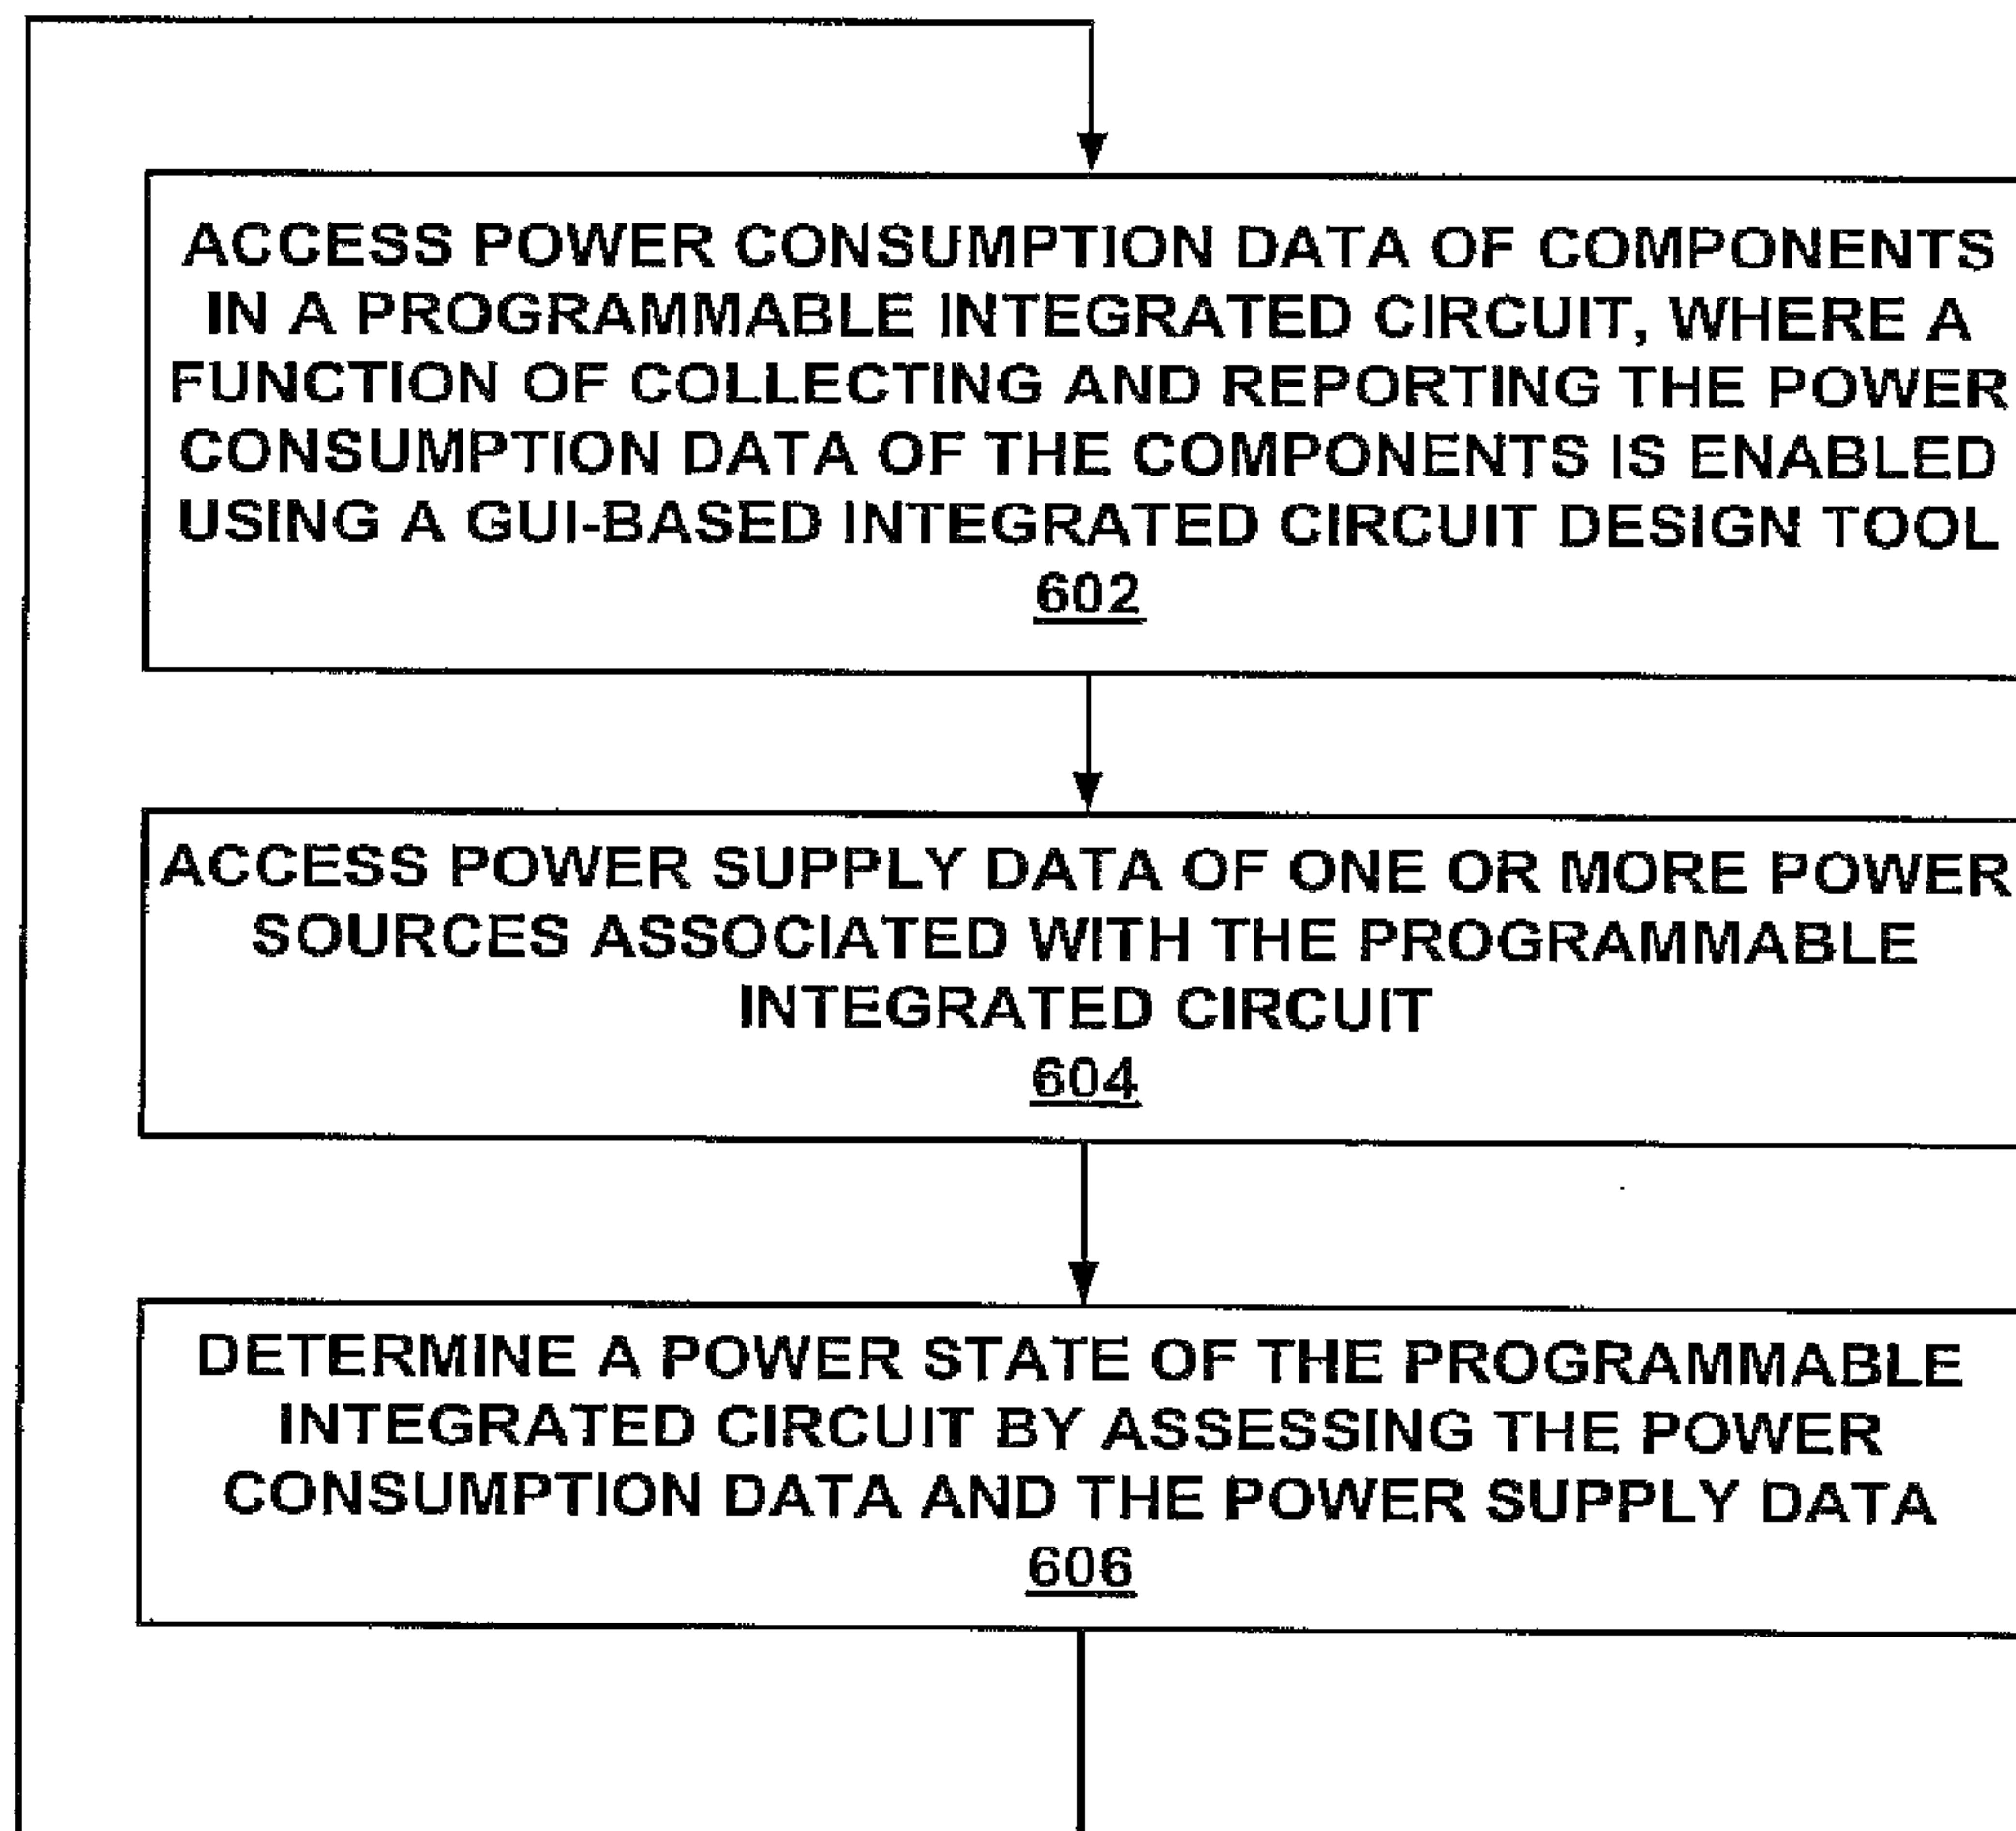 ACCESS POWER CONSUMPTION DATA OF COMPONENTS
IN A PROGRAMMABLE INTEGRATED CIRCUIT, WHERE A
FUNCTION OF COLLECTING AND REPORTING THE POWER
CONSUMPTION DATA OF THE COMPONENTS IS ENABLED
USING A GUI-BASED INTEGRATED CIRCUIT DESIGN TOOL
602
ACCESS POWER SUPPLY DATA OF ONE OR MORE POWER
SOURCES ASSOCIATED WITH THE PROGRAMMABLE
INTEGRATED CIRCUIT
604
DETERMINE A POWER STATE OF THE PROGRAMMABLE
INTEGRATED CIRCUIT BY ASSESSING THE POWER
CONSUMPTION DATA AND THE POWER SUPPLY DATA
606